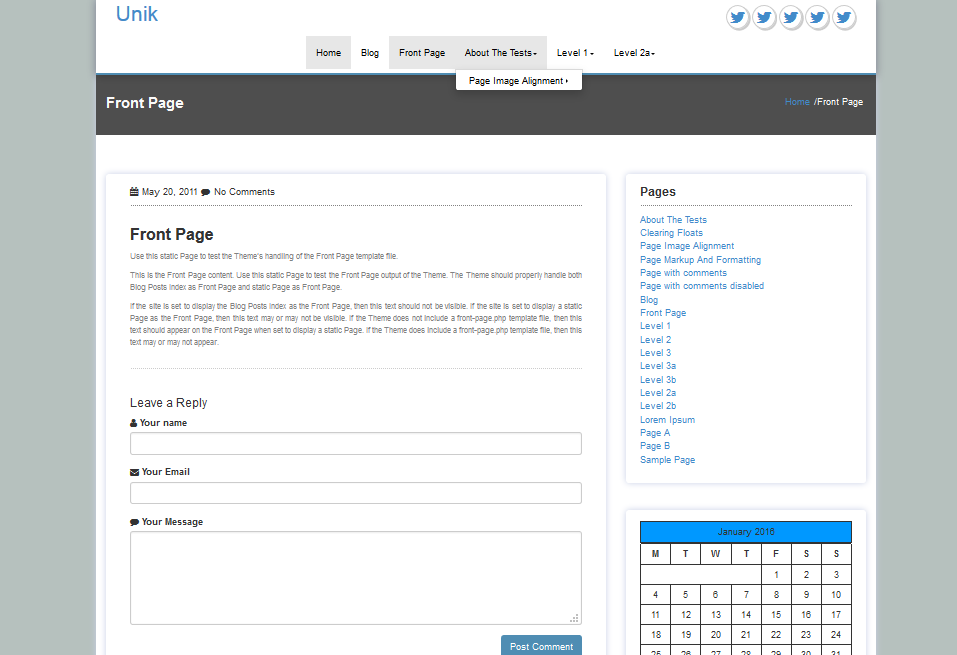 Unik
Home Blog Front Page About The Tests Level 1 Level 2a
Page Image Alignment
Front Page
Home /Front Page
May 20, 2011 No Comments
Front Page
Use this static Page to test the Theme's handling of the Front Page template file.
This is the Front Page content. Use this static Page to test the Front Page output of the Theme. The Theme should properly handle both
Blog Posts Index as Front Page and static Page as Front Page.
If the site is set to display the Blog Posts Index as the Front Page, then this text should not be visible. If the site is set to display a static
Page as the Front Page, then this text may or may not be visible. If the Theme does not include a front-page.php template file, then this
text should appear on the Front Page when set to display a static Page. If the Theme does include a front-page.php template file, then this
text may or may not appear.
Leave a Reply
Your name
Your Email
Your Message
Post Comment
Pages
About The Tests
Clearing Floats
Page Image Alignment
Page Markup And Formatting
Page with comments
Page with comments disabled
Blog
Front Page
Level 1
Level 2
Level 3
Level 3a
Level 3b
Level 2a
Level 2b
Lorem Ipsum
Page A
Page B
Sample Page
January 2016
M T W T F S S
1 2 3
4 5 6 7 8 9 10
11 12 13 14 15 16 17
18 19 20 21 22 23 24
25 26 27 28 29 30 31